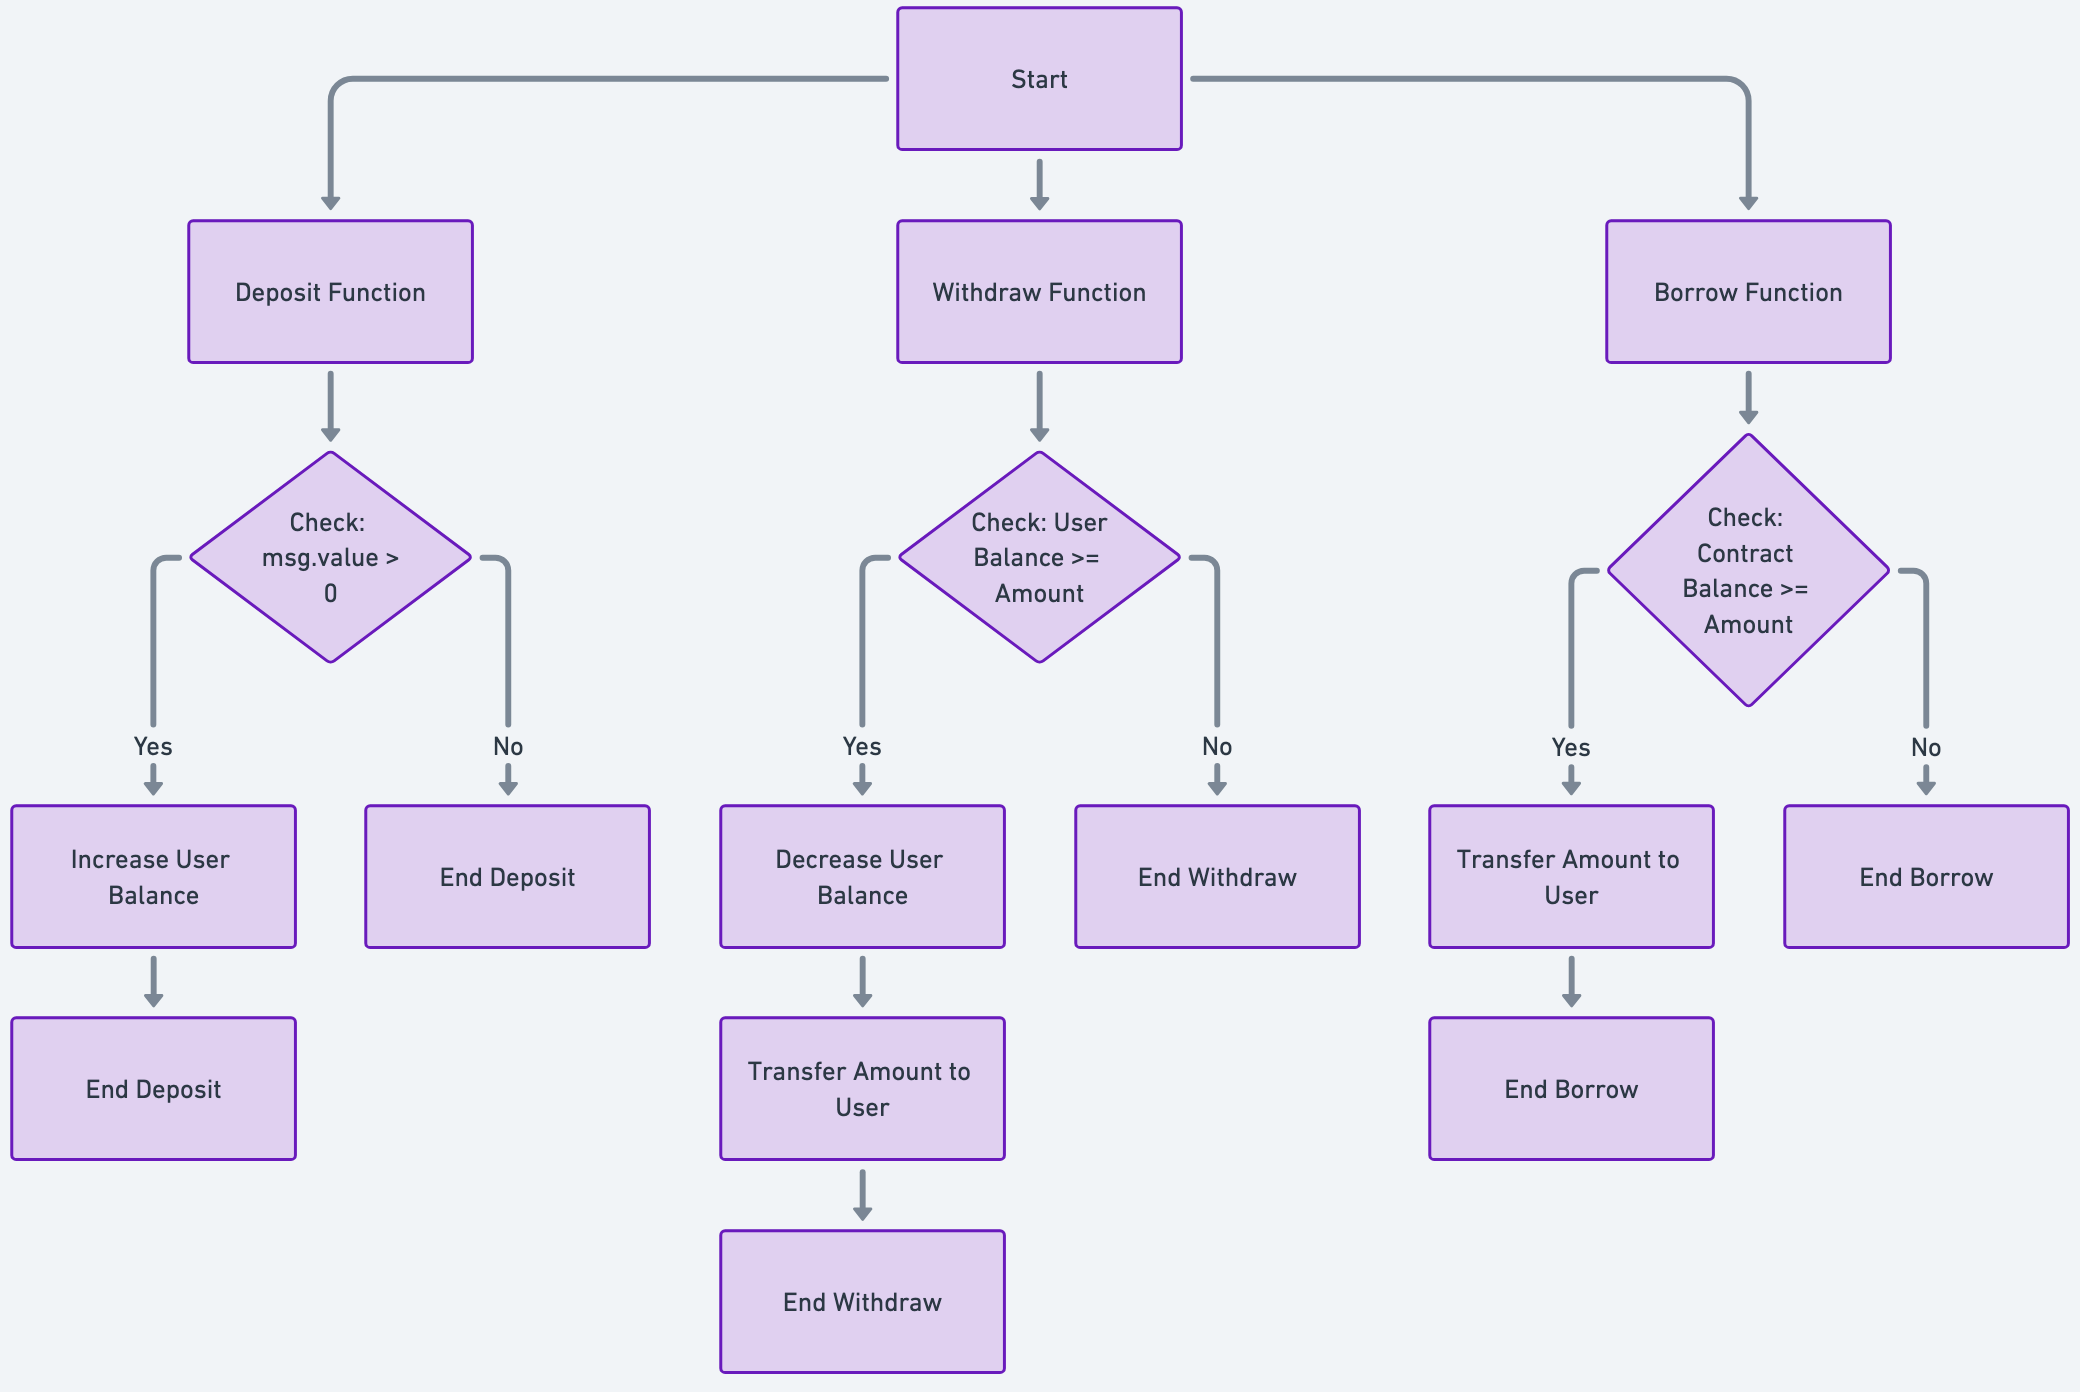 Start
Deposit Function
Withdraw Function
Borrow Function
Check:
msg.value >
0
Check: User
Balance >=
Amount
Check:
Contract
Balance >=
Amount
Yes
No
Yes
No
Yes
No
Increase User
Balance
End Deposit
Decrease User
Balance
End Withdraw
Transfer Amount to
User
End Borrow
End Deposit
Transfer Amount to
User
End Borrow
End Withdraw